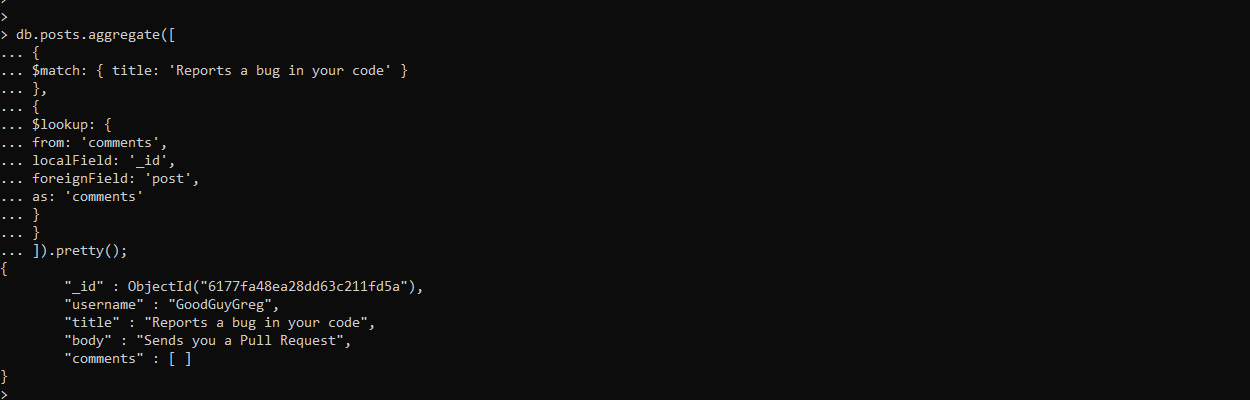 >
>
> db.posts.aggregate([
... {
... $match: { title: 'Reports a bug in your code' }
... },
... {
... $lookup: {
... from: 'comments',
... localField: '_id',
... foreignField: 'post',
... as: 'comments'
... }
... }
... ]).pretty();
{
        "_id" : ObjectId("6177fa48ea28dd63c211fd5a"),
        "username" : "GoodGuyGreg",
        "title" : "Reports a bug in your code",
        "body" : "Sends you a Pull Request",
        "comments" : [ ]
}
>